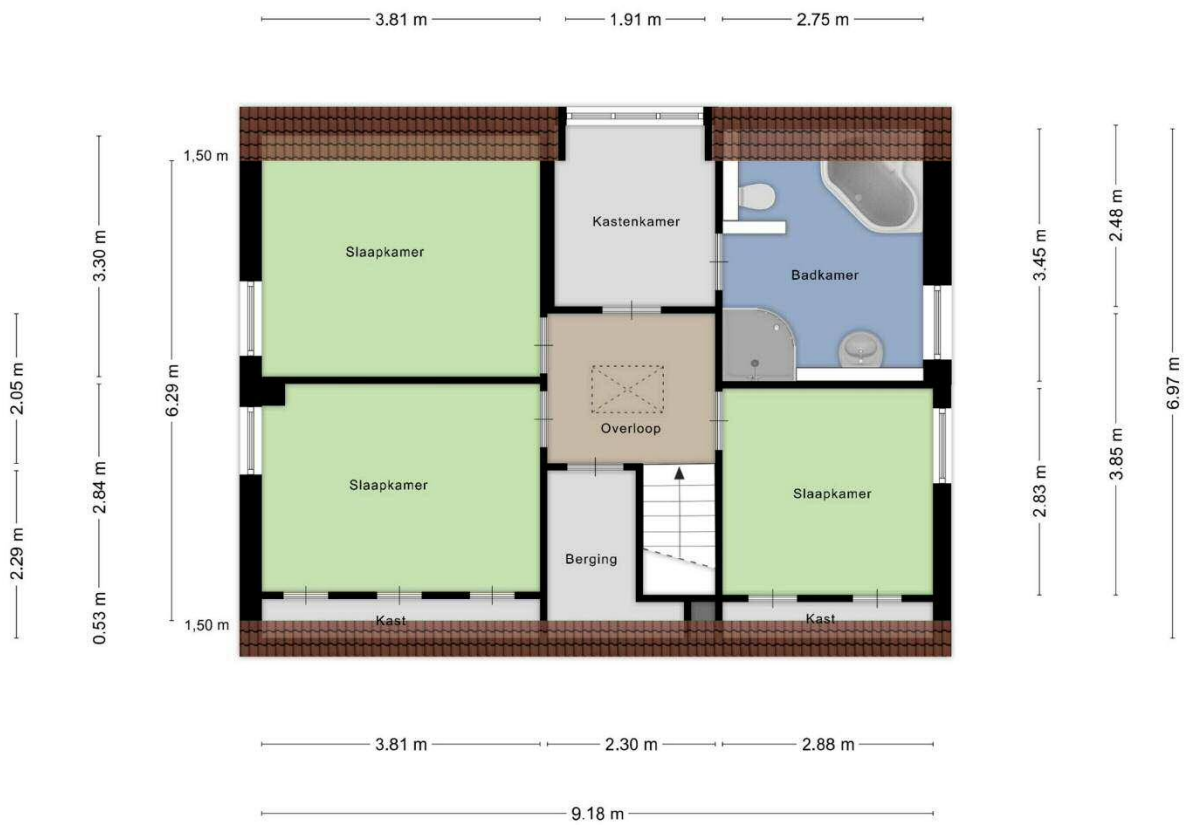 3.81 m
1.91 m
2.75 m
1,50 m
3.30 m
6.29 m
2.05 m
2.84 m
2.29 m
0.53 m
1,50 m
Slaapkamer
Kastenkamer
Badkamer
Overloop
Slaapkamer
Slaapkamer
Berging
Kast
Kast
2.48 m
3.45 m
6.97 m
3.85 m
2.83 m
3.81 m
2.30 m
2.88 m
9.18 m